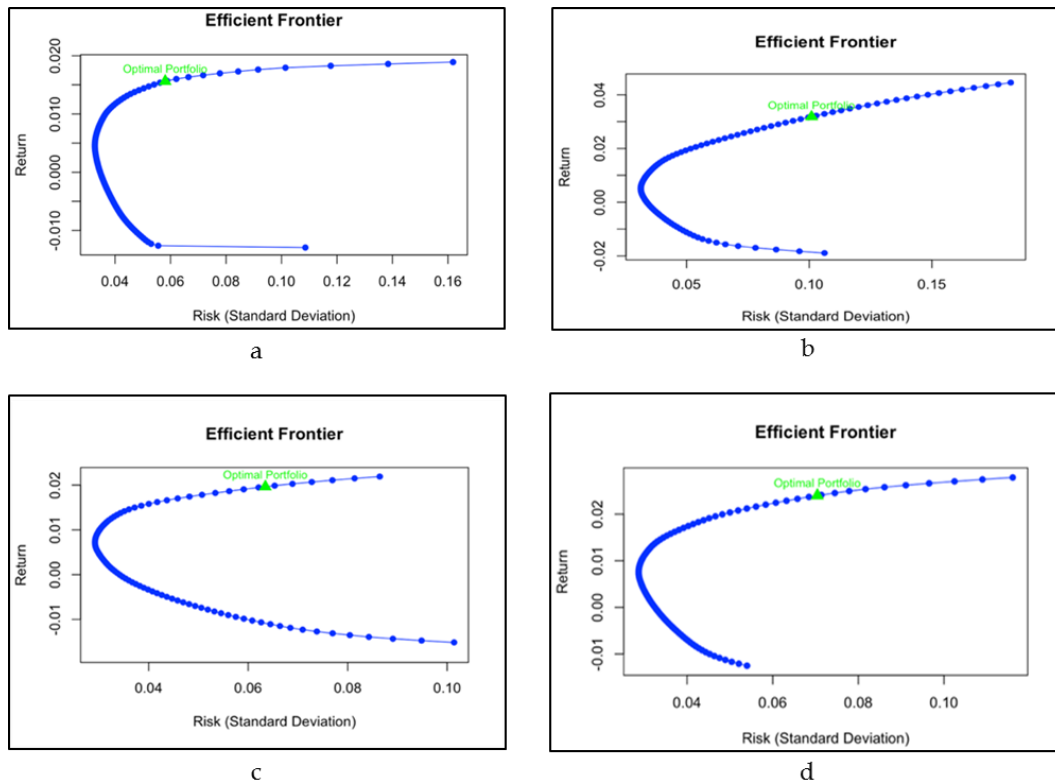 Efficient Frontier
Optimal Portfolio
Return
0.020
0.010
0.000
-0.010
0.04 0.06 0.08 0.10 0.12 0.14 0.16
Risk (Standard Deviation)
a
Efficient Frontier
Optimal Portfolio
Return
0.04
0.02
0.00
-0.02
0.05 0.10 0.15
Risk (Standard Deviation)
b
Efficient Frontier
Optimal Portfolio
Return
0.02
0.01
0.00
-0.01
0.04 0.06 0.08 0.10
Risk (Standard Deviation)
c
Efficient Frontier
Optimal Portfolio
Return
0.02
0.01
0.00
-0.01
0.04 0.06 0.08 0.10
Risk (Standard Deviation)
d